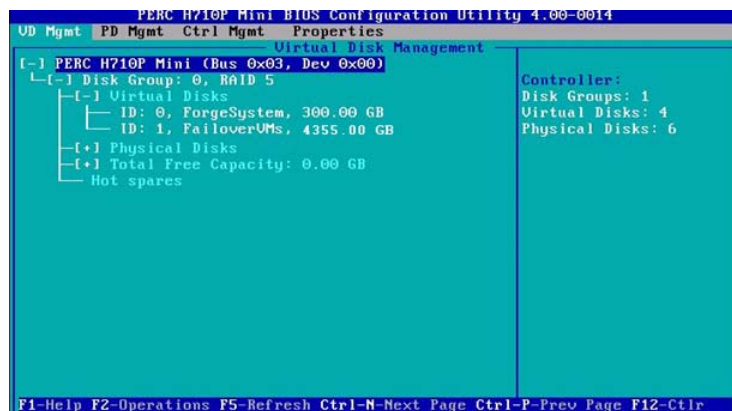 PERC H710P Mini BIOS Configuration Utility 4.00-0014
VD Mgmt PD Mgmt Ctrl Mgmt Properties
Virtual Disk Management
[-] PERC H710P Mini (Bus 0x03, Dev 0x00)
[-] Disk Group: 0, RAID 5
[-] Virtual Disks
ID: 0, ForgeSystem, 300.00 GB
ID: 1, FailoverVMs, 4355.00 GB
[+] Physical Disks
[+] Total Free Capacity: 0.00 GB
Hot spares
Controller:
Disk Groups: 1
Virtual Disks: 4
Physical Disks: 6
F1-Help F2-Operations F5-Refresh Ctrl-N-Next Page Ctrl-P-Prev Page F12-Ctlr